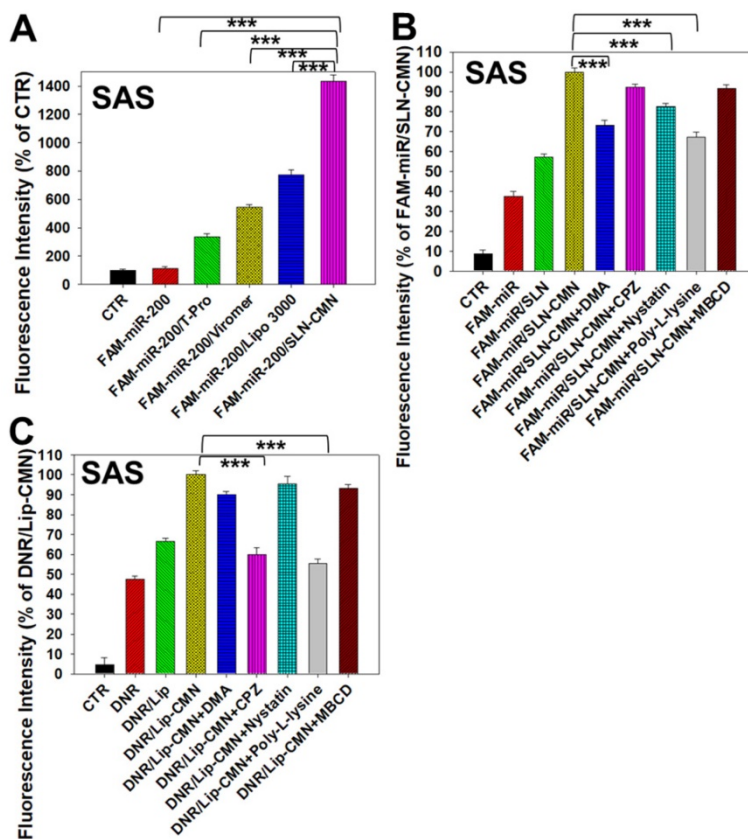 A
***
***
***
***
SAS
Fluorescence Intensity (% of CTR)
1400
1200
1000
800
600
400
200
0
CTR
FAM-miR-200
FAM-miR-200/T-Pro
FAM-miR-200/Viromer
FAM-miR-200/Lipo 3000
FAM-miR-200/SLN-CMN
B
***
***
***
SAS
Fluorescence Intensity (% of FAM-miR/SLN-CMN)
110
100
90
80
70
60
50
40
30
20
10
0
CTR
FAM-miR
FAM-miR/SLN
FAM-miR/SLN-CMN
FAM-miR/SLN-CMN+DMA
FAM-miR/SLN-CMN+CPZ
FAM-miR/SLN-CMN+Nystatin
FAM-miR/SLN-CMN+Poly-L-lysine
FAM-miR/SLN-CMN+MBCD
C
***
***
SAS
Fluorescence Intensity (% of DNR/Lip-CMN)
110
100
90
80
70
60
50
40
30
20
10
0
CTR
DNR
DNR/Lip
DNR/Lip-CMN
DNR/Lip-CMN+DMA
DNR/Lip-CMN+CPZ
DNR/Lip-CMN+Nystatin
DNR/Lip-CMN+Poly-L-lysine
DNR/Lip-CMN+MBCD